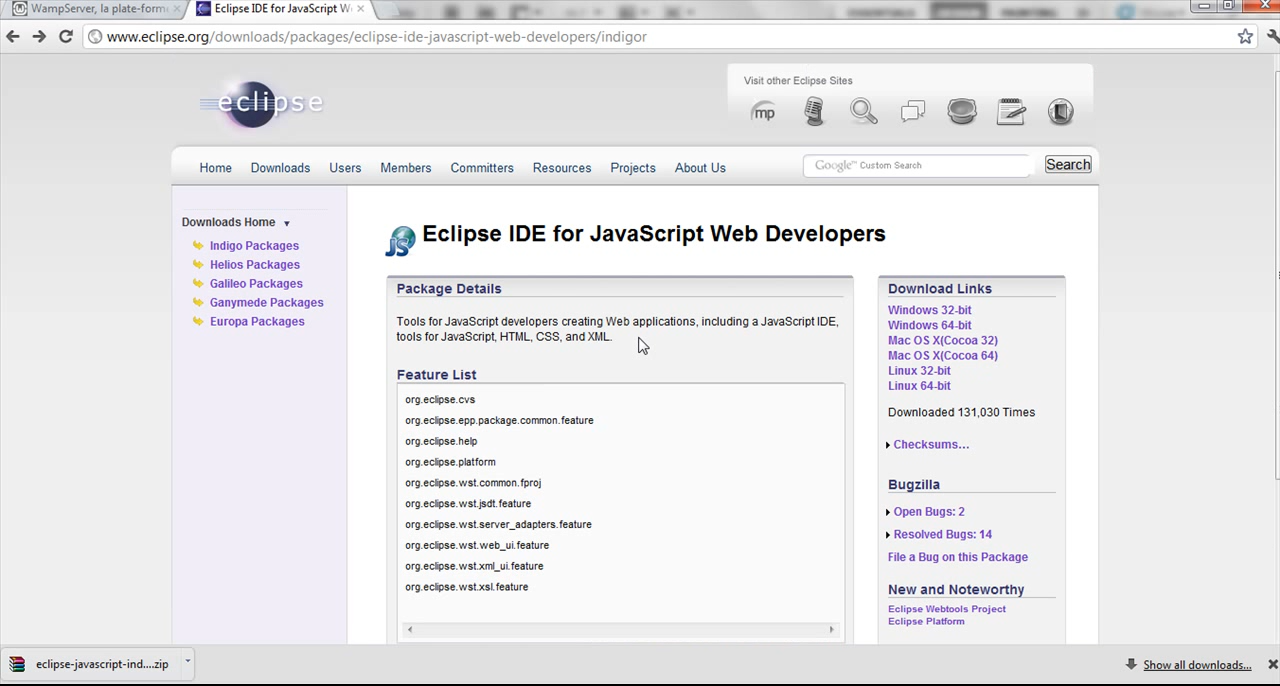 WampServer, la plate-form
Eclipse IDE for JavaScript W
www.eclipse.org/downloads/packages/eclipse-ide-javascript-web-developers/indigor
eclipse
Visit other Eclipse Sites
mp
Home Downloads Users Members Committers Resources Projects About Us
Google™ Custom Search
Search
Downloads Home
Indigo Packages
Helios Packages
Galileo Packages
Ganymede Packages
Europa Packages
JS
Eclipse IDE for JavaScript Web Developers
Package Details
Tools for JavaScript developers creating Web applications, including a JavaScript IDE,
tools for JavaScript, HTML, CSS, and XML.
Feature List
org.eclipse.cvs
org.eclipse.epp.package.common.feature
org.eclipse.help
org.eclipse.platform
org.eclipse.wst.common.fproj
org.eclipse.wst.jsdt.feature
org.eclipse.wst.server_adapters.feature
org.eclipse.wst.web_ui.feature
org.eclipse.wst.xml_ui.feature
org.eclipse.wst.xsl.feature
Download Links
Windows 32-bit
Windows 64-bit
Mac OS X(Cocoa 32)
Mac OS X(Cocoa 64)
Linux 32-bit
Linux 64-bit
Downloaded 131,030 Times
Checksums...
Bugzilla
Open Bugs: 2
Resolved Bugs: 14
File a Bug on this Package
New and Noteworthy
Eclipse Webtools Project
Eclipse Platform
eclipse-javascript-ind....zip
Show all downloads...